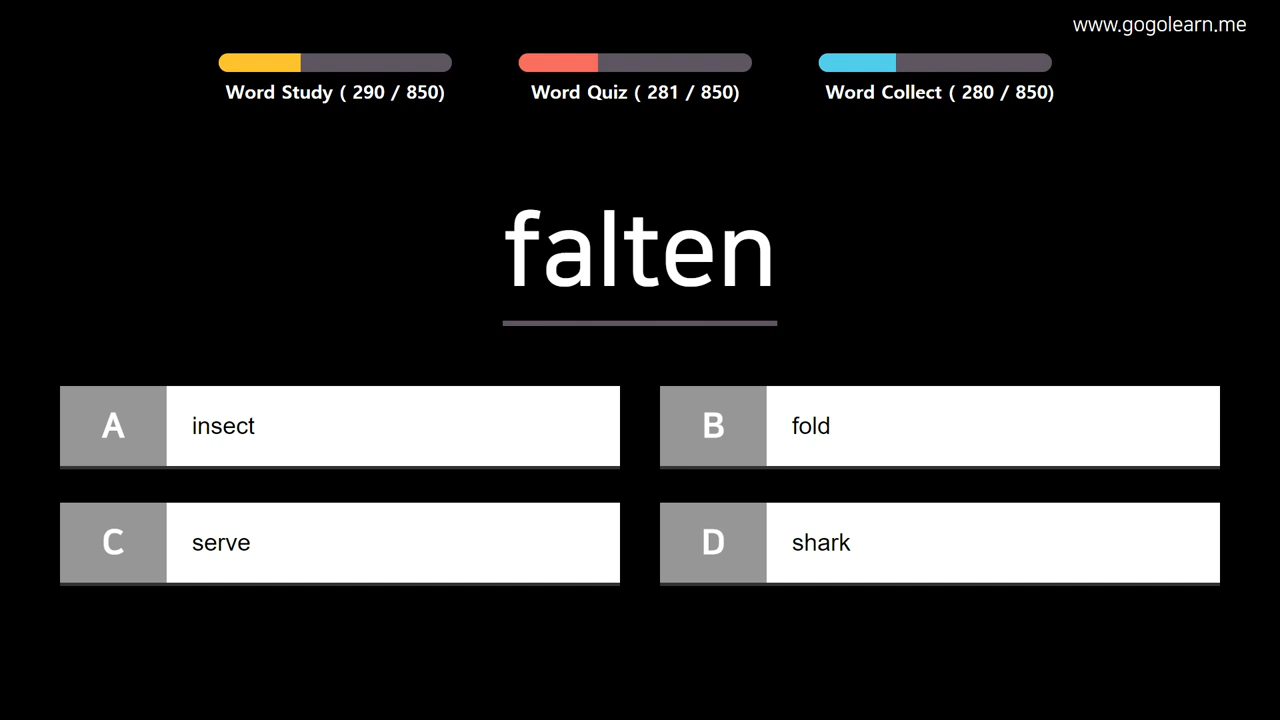 www.gogolearn.me
Word Study ( 290 / 850)
Word Quiz ( 281 / 850)
Word Collect ( 280 / 850)
falten
A insect
B fold
C serve
D shark